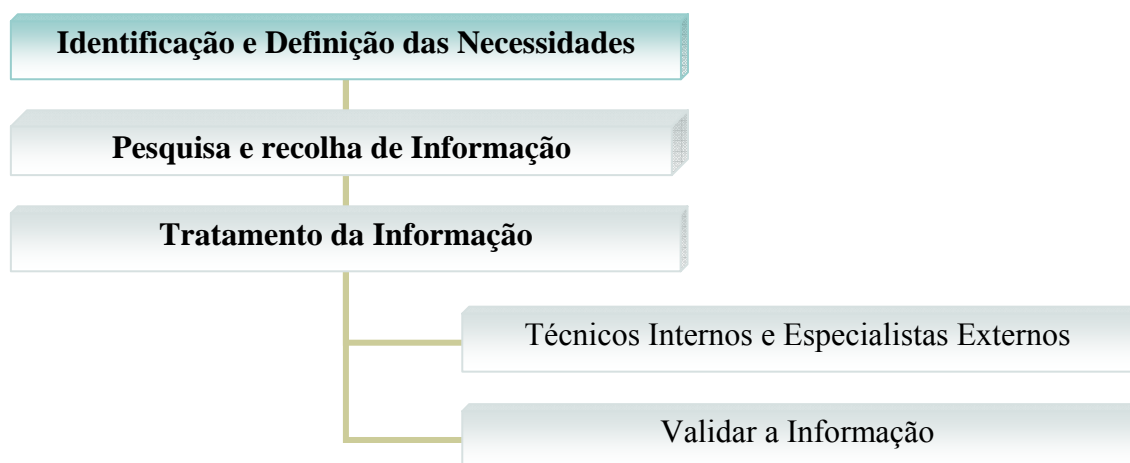 Identificação e Definição das Necessidades
Pesquisa e recolha de Informação
Tratamento da Informação
Técnicos Internos e Especialistas Externos
Validar a Informação